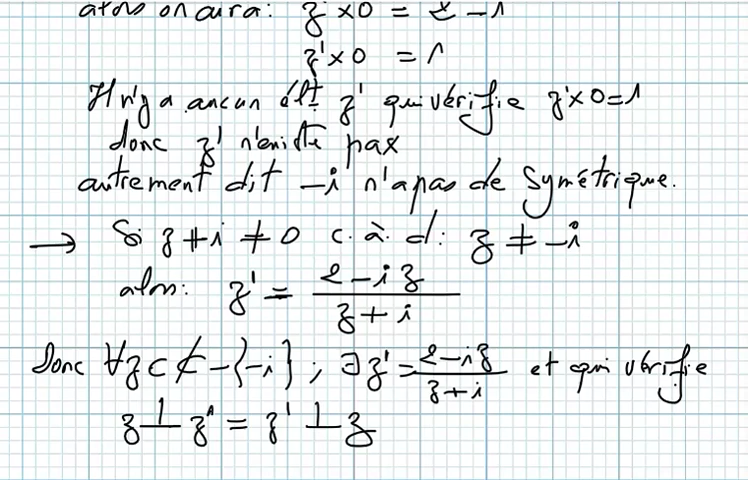 alors on aura : z' × 0 = 2 - 1
z' × 0 = 1
Il n'y a aucun élt z' qui vérifie z' × 0 = 1
donc z' n'existe pas
autrement dit -i n'a pas de symétrique.
→ Si z + i ≠ 0 c. à. d : z ≠ -i
alors : z' = (2 - iz)/(z + i)
donc ∀z ∈ ℂ - {-i} ; ∃ z' = (2 - iz)/(z + i) et qui vérifie
z ⊥ z' = z' ⊥ z